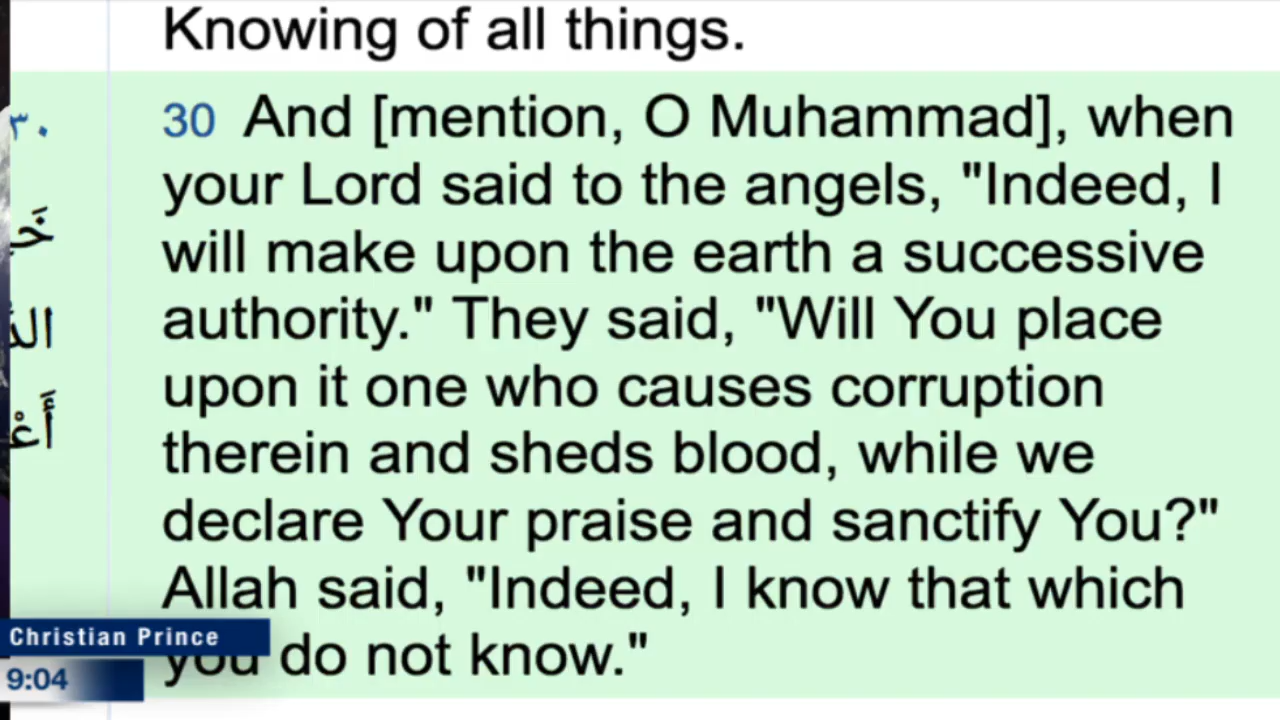 Knowing of all things.
30 And [mention, O Muhammad], when
your Lord said to the angels, "Indeed, I
will make upon the earth a successive
authority." They said, "Will You place
upon it one who causes corruption
therein and sheds blood, while we
declare Your praise and sanctify You?"
Allah said, "Indeed, I know that which
you do not know."
٣٠
Christian Prince
9:04